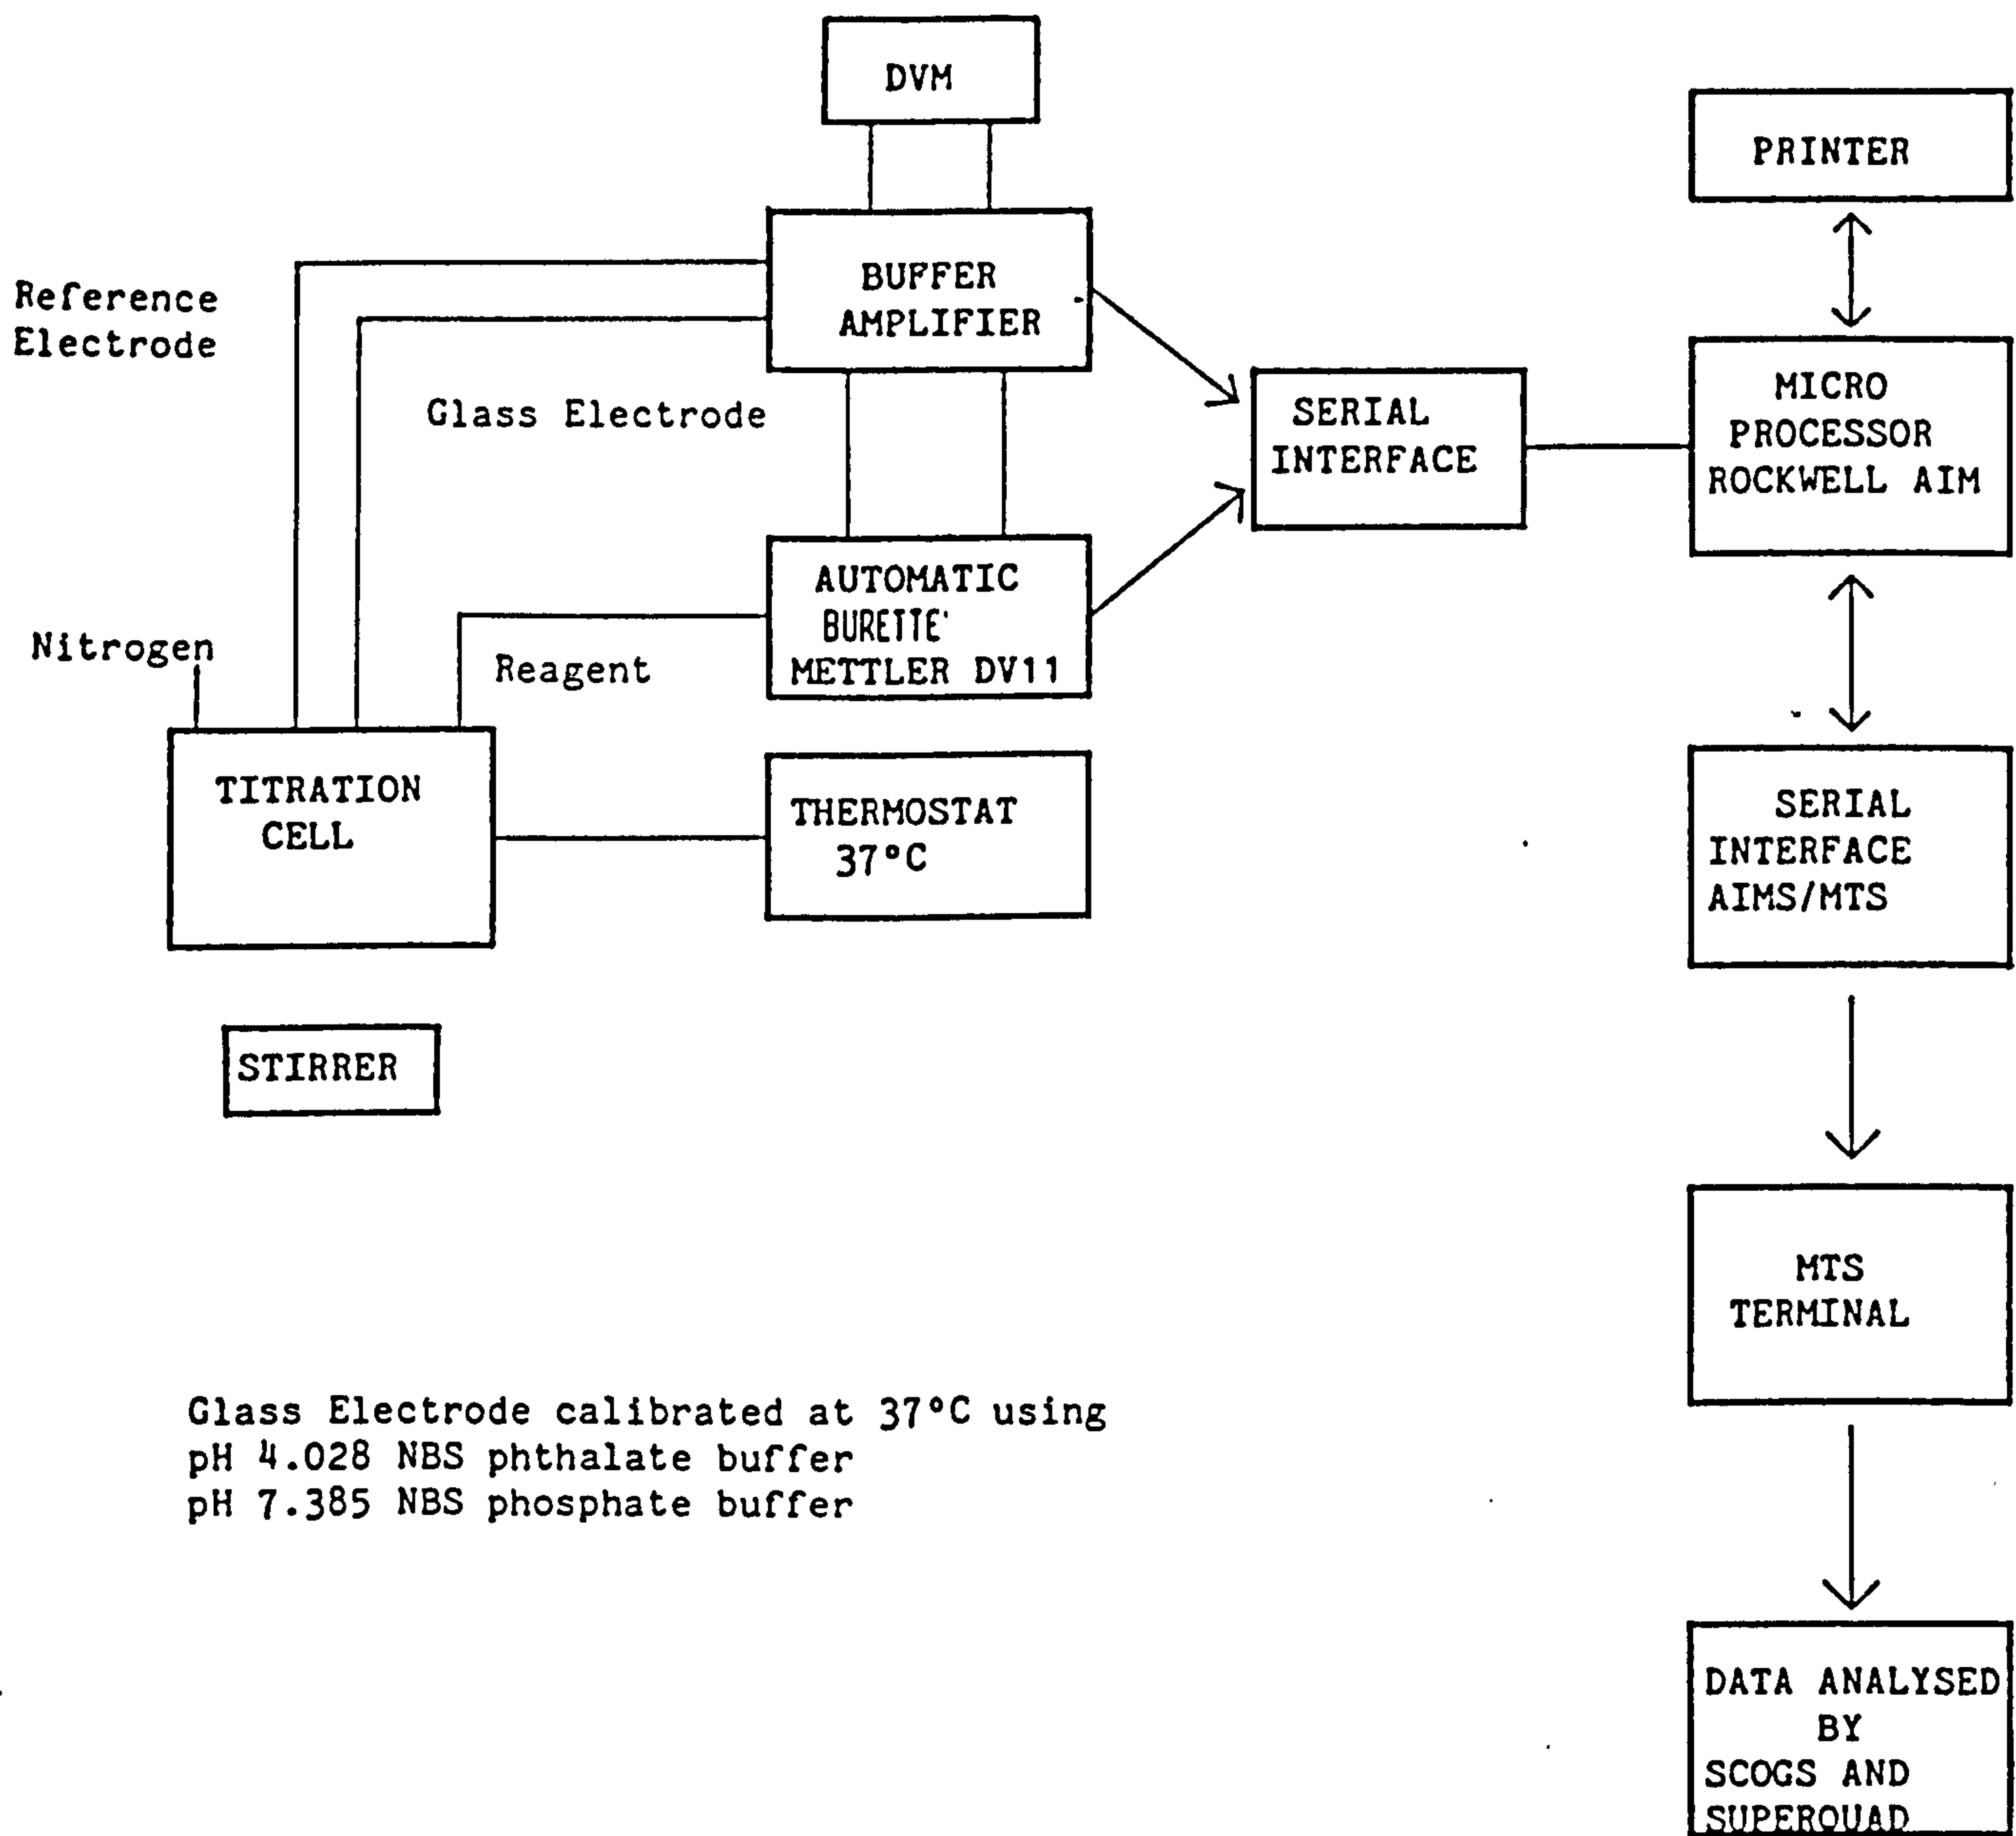 DVM
PRINTER
BUFFER
AMPLIFIER
Reference
Electrode
Glass Electrode
SERIAL
INTERFACE
MICRO
PROCESSOR
ROCKWELL AIM
AUTOMATIC
BURETTE
METTLER DV11
Nitrogen
Reagent
TITRATION
CELL
THERMOSTAT
37°C
SERIAL
INTERFACE
AIMS/MTS
STIRRER
MTS
TERMINAL
Glass Electrode calibrated at 37°C using
pH 4.028 NBS phthalate buffer
pH 7.385 NBS phosphate buffer
DATA ANALYSED
BY
SCOGS AND
SUPERQUAD